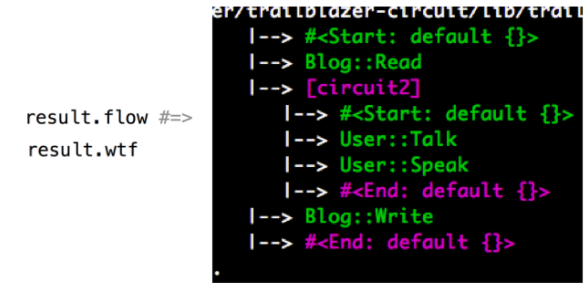 er/trailblazer-circuit/lib/trail
|--> #<Start: default {}>
|--> Blog::Read
|--> [circuit2]
|--> #<Start: default {}>
|--> User::Talk
|--> User::Speak
|--> #<End: default {}>
|--> Blog::Write
|--> #<End: default {}>
.
result.flow #=>
result.wtf